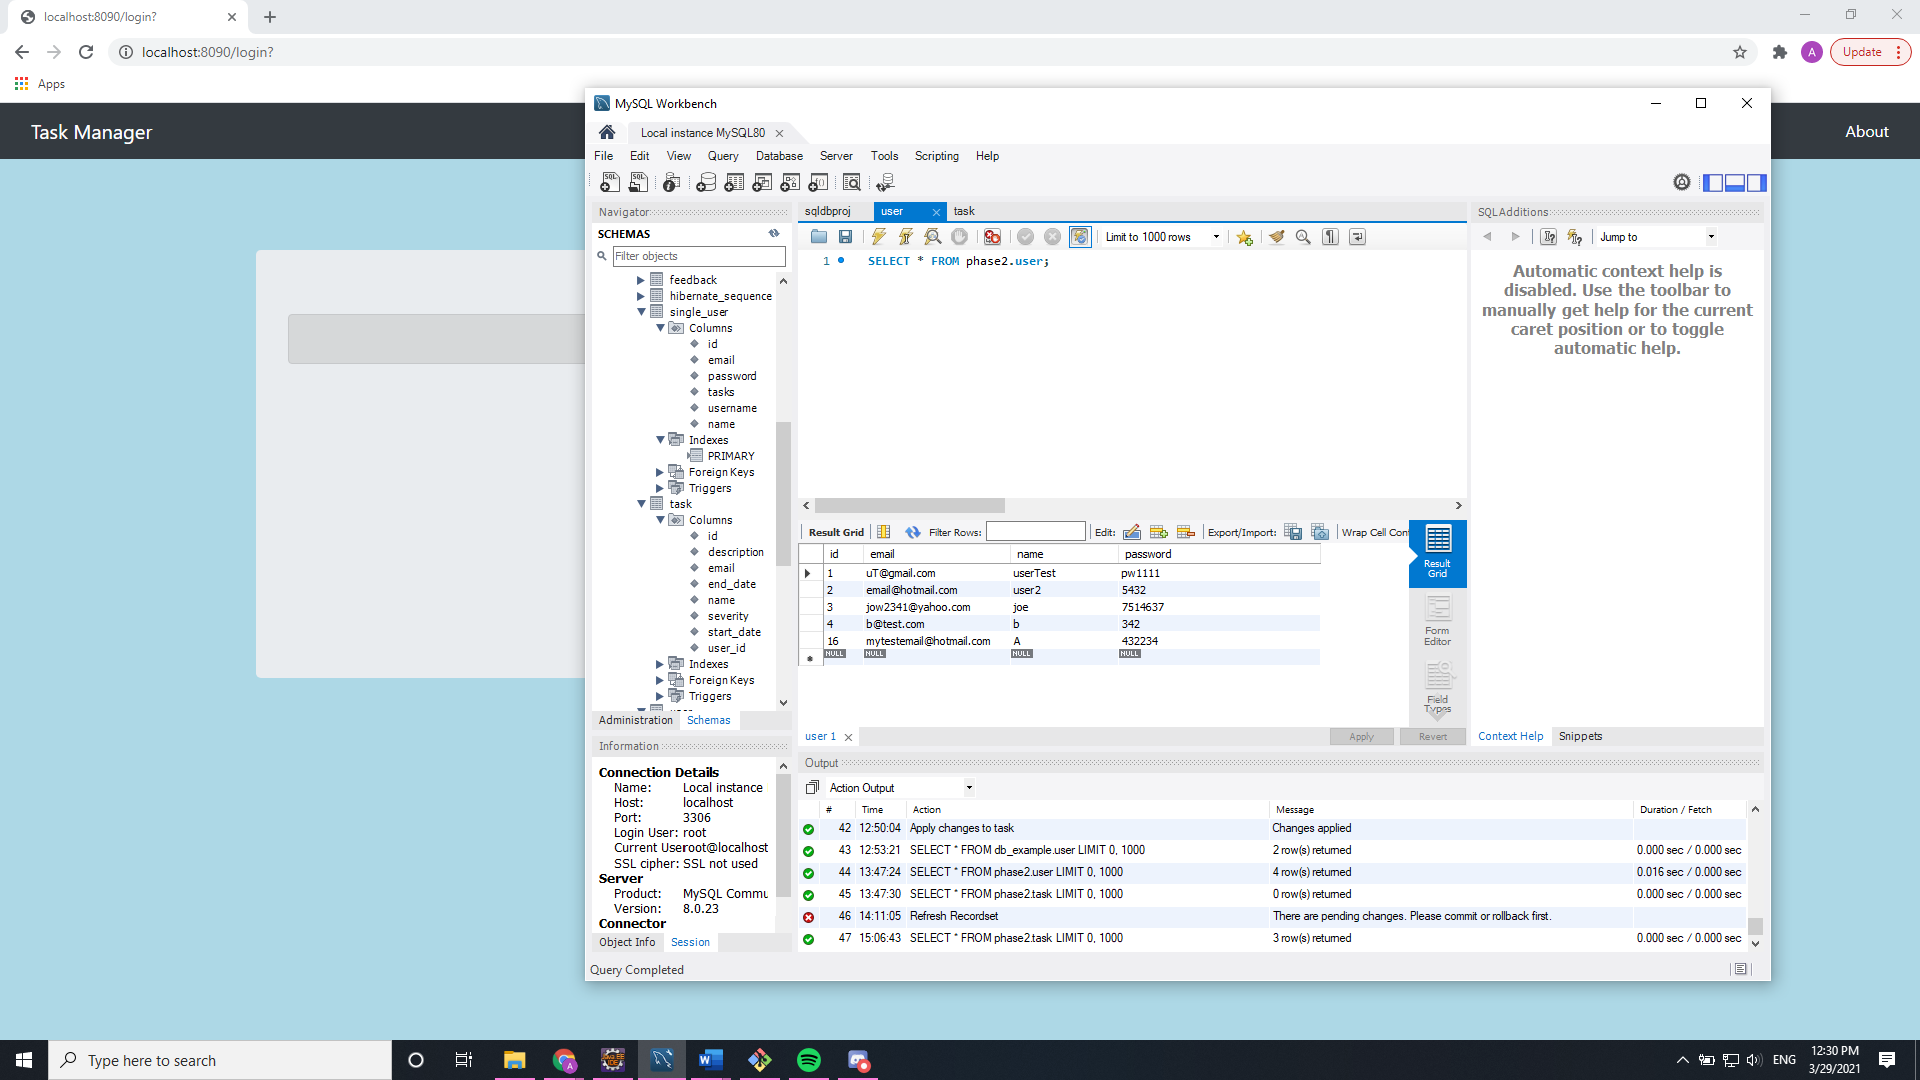 localhost:8090/login?
localhost:8090/login?
A
Update
Apps
Task Manager
About
MySQL Workbench
Local instance MySQL80
File Edit View Query Database Server Tools Scripting Help
Navigator
SCHEMAS
Filter objects
feedback
hibernate_sequence
single_user
Columns
id
email
password
tasks
username
name
Indexes
PRIMARY
Foreign Keys
Triggers
task
Columns
id
description
email
end_date
name
severity
start_date
user_id
Indexes
Foreign Keys
Triggers
Administration Schemas
Information
Connection Details
Name: Local instance
Host: localhost
Port: 3306
Login User: root
Current Useroot@localhost
SSL cipher: SSL not used
Server
Product: MySQL Commu
Version: 8.0.23
Connector
Object Info Session
Query Completed
sqldbproj user task
Limit to 1000 rows
1 SELECT * FROM phase2.user;
Result Grid Filter Rows: Edit: Export/Import: Wrap Cell Cont
id email name password
1 uT@gmail.com userTest pw1111
2 email@hotmail.com user2 5432
3 jow2341@yahoo.com joe 7514637
4 b@test.com b 342
16 mytestemail@hotmail.com A 432234
NULL NULL NULL NULL
Result Grid
Form Editor
Field Types
user 1
Apply Revert
SQLAdditions
Jump to
Automatic context help is
disabled. Use the toolbar to
manually get help for the current
caret position or to toggle
automatic help.
Context Help Snippets
Output
Action Output
# Time Action Message Duration / Fetch
42 12:50:04 Apply changes to task Changes applied
43 12:53:21 SELECT * FROM db_example.user LIMIT 0, 1000 2 row(s) returned 0.000 sec / 0.000 sec
44 13:47:24 SELECT * FROM phase2.user LIMIT 0, 1000 4 row(s) returned 0.016 sec / 0.000 sec
45 13:47:30 SELECT * FROM phase2.task LIMIT 0, 1000 0 row(s) returned 0.000 sec / 0.000 sec
46 14:11:05 Refresh Recordset There are pending changes. Please commit or rollback first.
47 15:06:43 SELECT * FROM phase2.task LIMIT 0, 1000 3 row(s) returned 0.000 sec / 0.000 sec
Type here to search
ENG
12:30 PM
3/29/2021